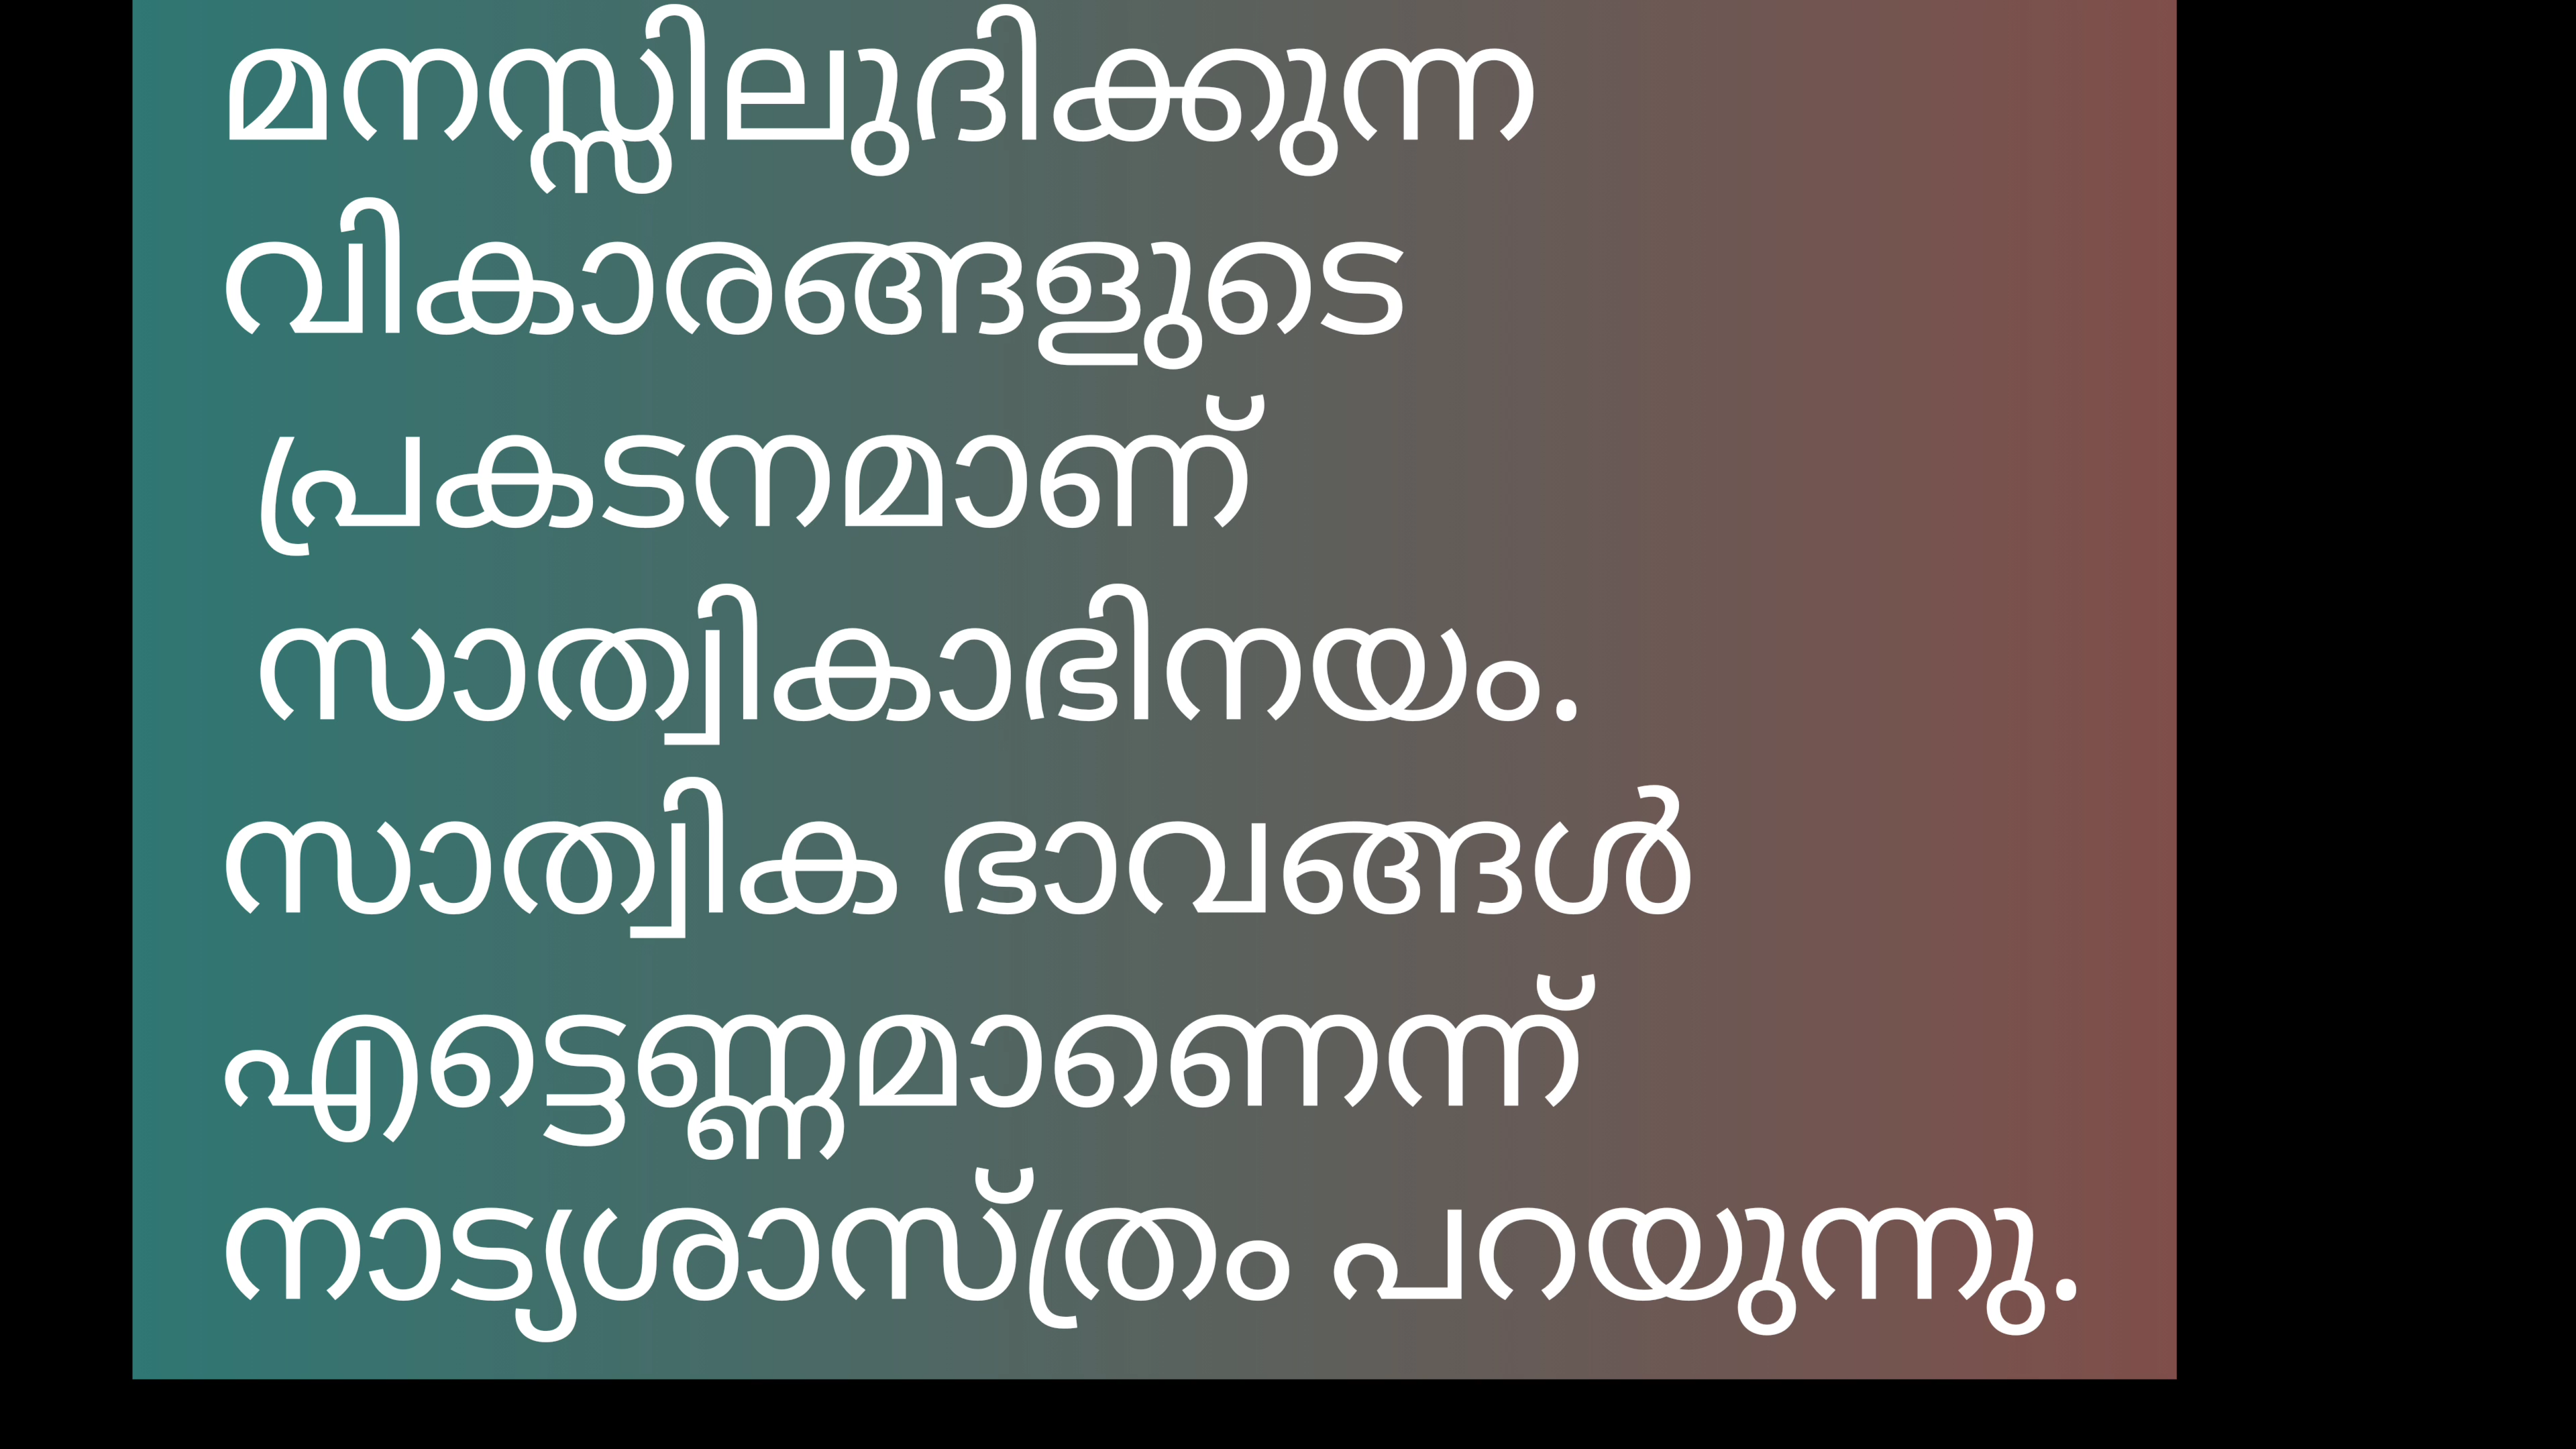 മനസ്സിലുദിക്കുന്ന
വികാരങ്ങളുടെ
പ്രകടനമാണ്
സാത്വികാഭിനയം.
സാത്വിക ഭാവങ്ങൾ
എട്ടെണ്ണമാണെന്ന്
നാട്യശാസ്ത്രം പറയുന്നു.